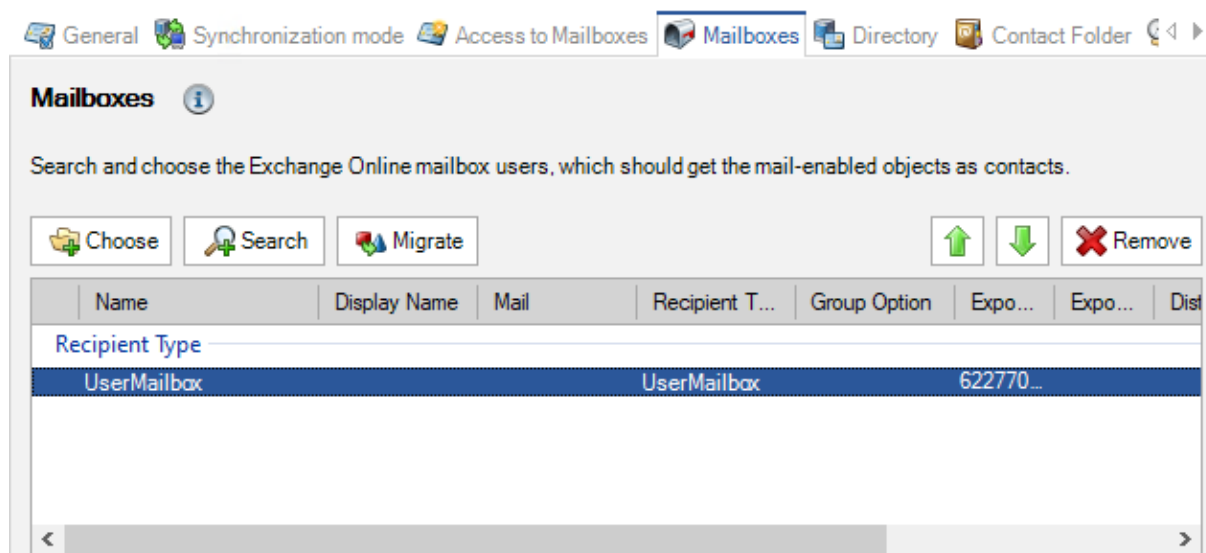 General Synchronization mode Access to Mailboxes Mailboxes Directory Contact Folder
Mailboxes
Search and choose the Exchange Online mailbox users, which should get the mail-enabled objects as contacts.
Choose Search Migrate Remove
Name Display Name Mail Recipient T... Group Option Expo... Expo... Dist
Recipient Type
UserMailbox UserMailbox 622770...